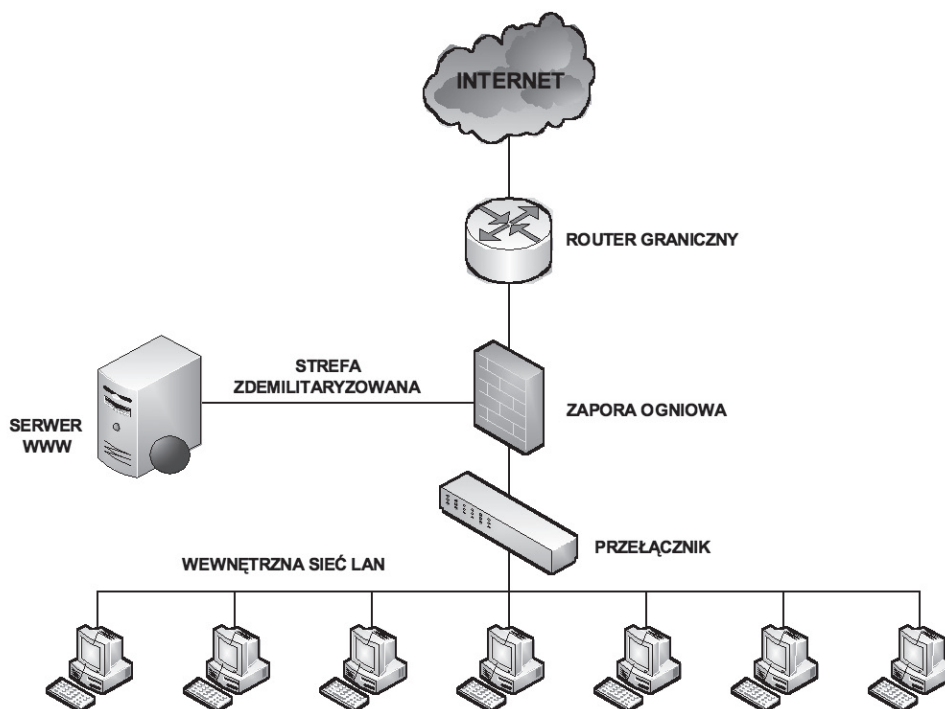 INTERNET
ROUTER GRANICZNY
STREFA
ZDEMILITARYZOWANA
ZAPORA OGNIOWA
SERWER
WWW
PRZEŁĄCZNIK
WEWNĘTRZNA SIEĆ LAN